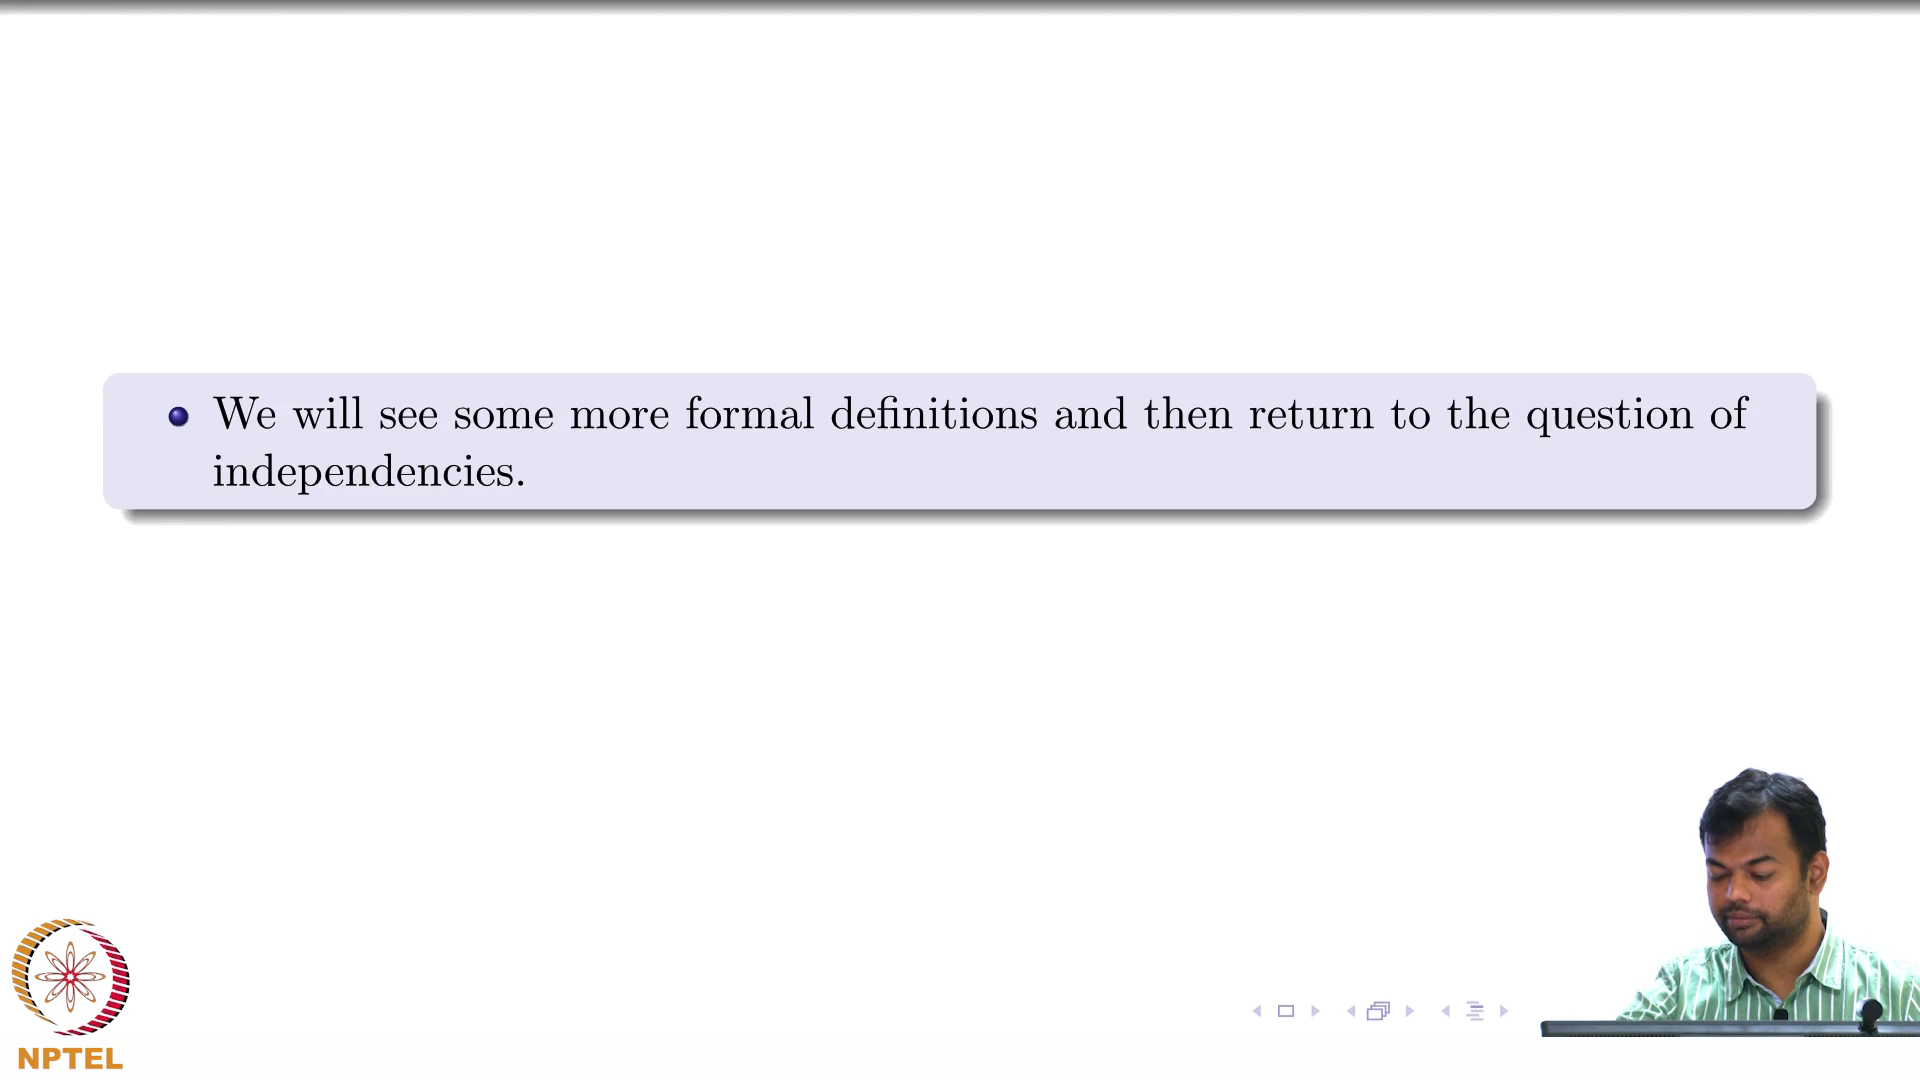 We will see some more formal definitions and then return to the question of
independencies.
NPTEL